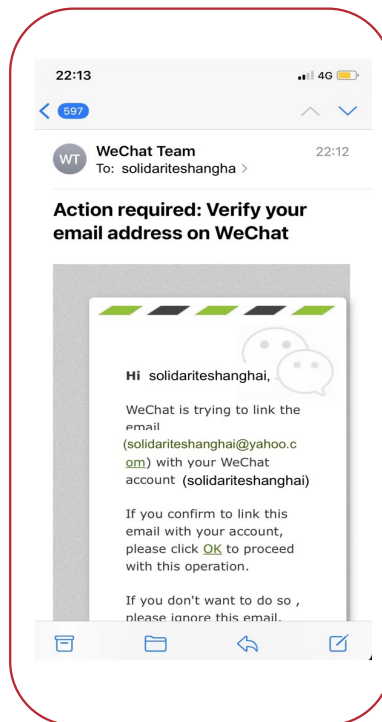 22:13
4G
597
WT
WeChat Team
22:12
To: solidariteshangha >
Action required: Verify your
email address on WeChat
Hi solidariteshanghai,
WeChat is trying to link the
email
(solidariteshanghai@yahoo.c
om) with your WeChat
account (solidariteshanghai)
If you confirm to link this
email with your account,
please click OK to proceed
with this operation.
If you don't want to do so ,
please ignore this email.